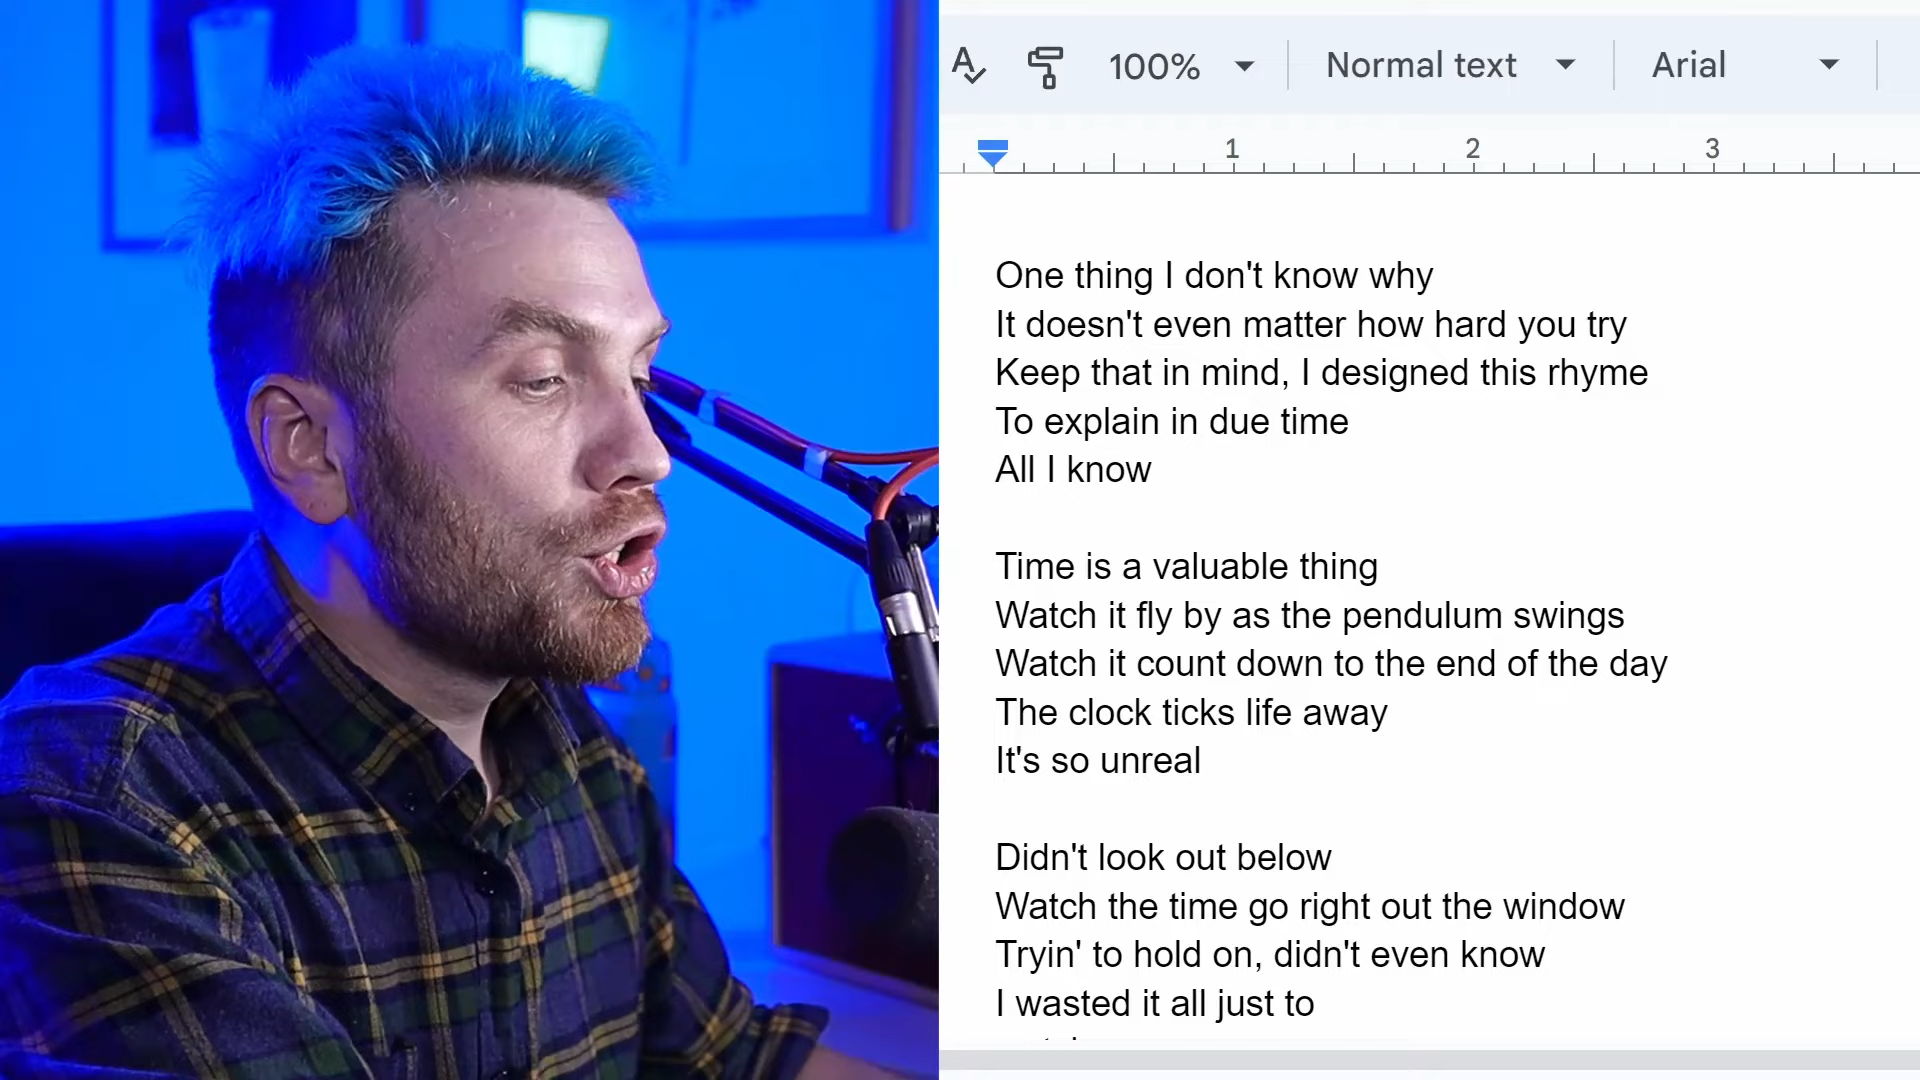 100% Normal text Arial
1 2 3
One thing I don't know why
It doesn't even matter how hard you try
Keep that in mind, I designed this rhyme
To explain in due time
All I know
Time is a valuable thing
Watch it fly by as the pendulum swings
Watch it count down to the end of the day
The clock ticks life away
It's so unreal
Didn't look out below
Watch the time go right out the window
Tryin' to hold on, didn't even know
I wasted it all just to